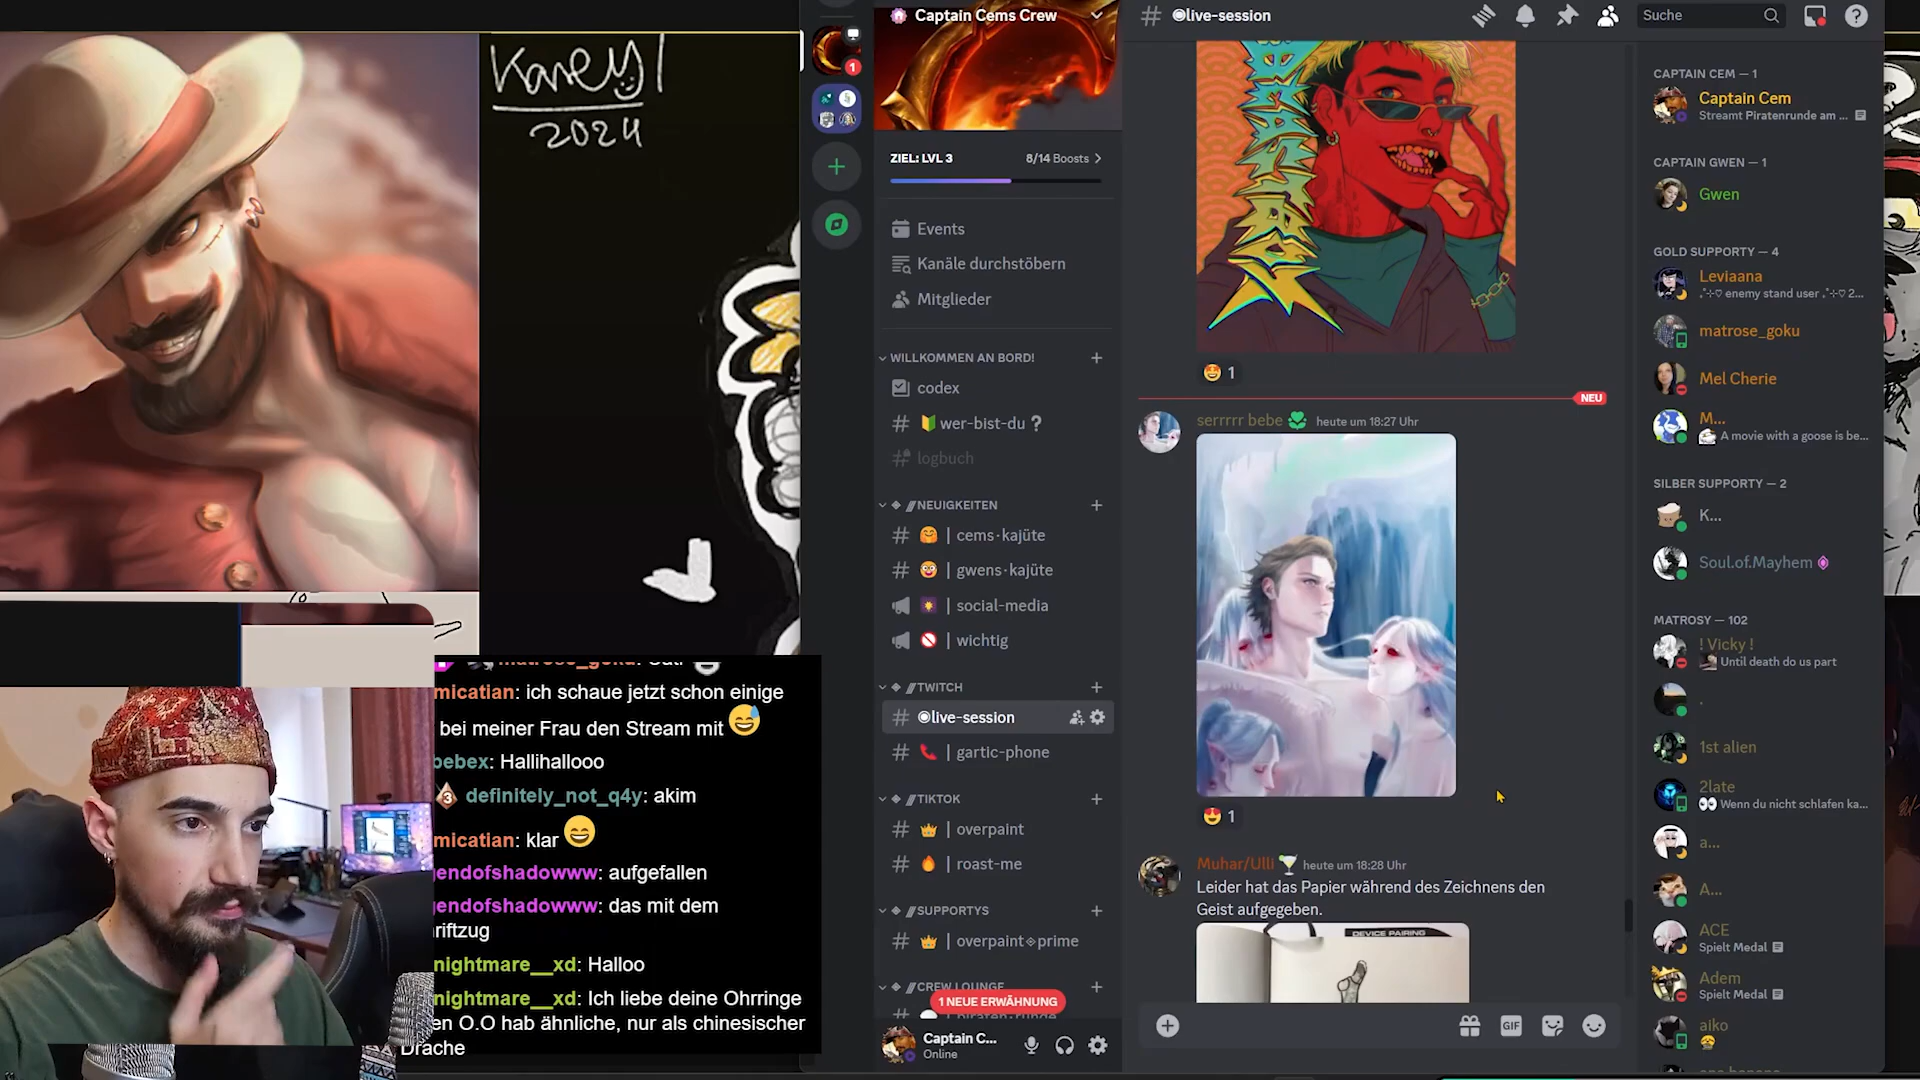 Karey!
2024
Captain Cems Crew
ZIEL: LVL 3
8/14 Boosts
Events
Kanäle durchstöbern
Mitglieder
WILLKOMMEN AN BORD!
codex
wer-bist-du ?
logbuch
//NEUIGKEITEN
| cems·kajüte
| gwens·kajüte
| social-media
| wichtig
//TWITCH
live-session
| gartic-phone
//TIKTOK
| overpaint
| roast-me
//SUPPORTYS
| overpaint prime
//CREW LOUNGE
1 NEUE ERWÄHNUNG
Captain C...
Online
live-session
Suche
1
NEU
serrrrr bebe heute um 18:27 Uhr
1
Muhar/Ulli heute um 18:28 Uhr
Leider hat das Papier während des Zeichnens den
Geist aufgegeben.
DEVICE PAIRING
GIF
CAPTAIN CEM — 1
Captain Cem
Streamt Piratenrunde am ...
CAPTAIN GWEN — 1
Gwen
GOLD SUPPORTY — 4
Leviaana
enemy stand user
matrose_goku
Mel Cherie
M...
A movie with a goose is be...
SILBER SUPPORTY — 2
K...
Soul.of.Mayhem
MATROSY — 102
! Vicky !
Until death do us part
.
1st alien
2late
Wenn du nicht schlafen ka...
a...
A...
ACE
Spielt Medal
Adem
Spielt Medal
aiko
matrose_goku:
micatian: ich schaue jetzt schon einige
bei meiner Frau den Stream mit
bebex: Hallihallooo
definitely_not_q4y: akim
micatian: klar
gendofshadowww: aufgefallen
gendofshadowww: das mit dem
riftzug
nightmare__xd: Halloo
nightmare__xd: Ich liebe deine Ohrringe
en O.O hab ähnliche, nur als chinesischer
Drache